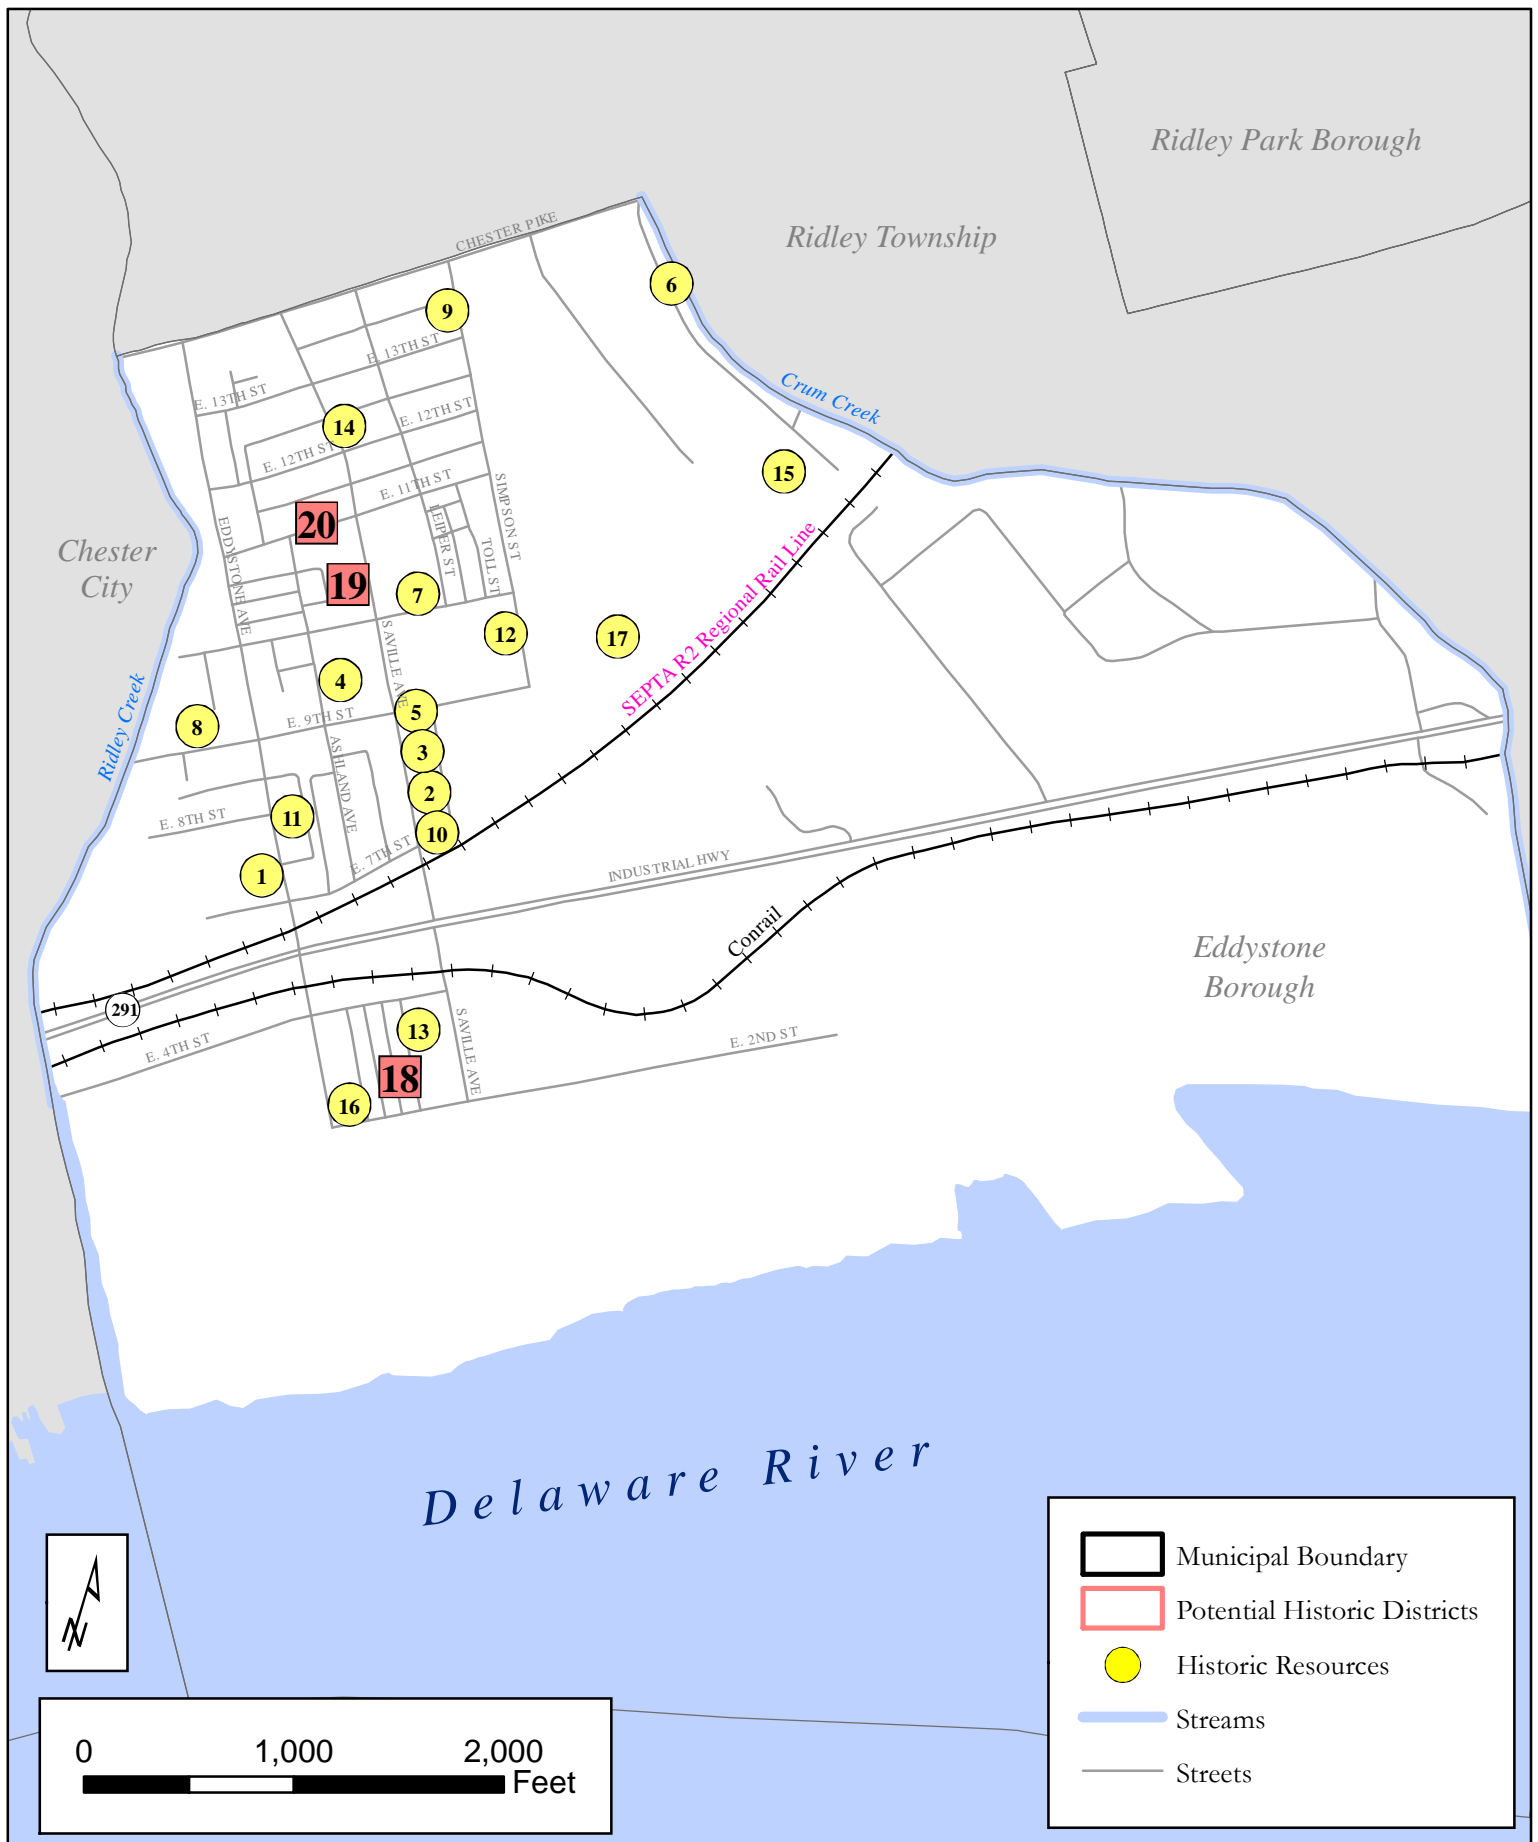 Ridley Park Borough
Ridley Township
CHESTER PIKE
6
9
E. 13TH ST
E. 13TH ST
Crum Creek
14
E. 12TH ST
E. 12TH ST
15
E. 11TH ST
SIMPSON ST
20
LEIPER ST
EDDYSTONE AVE
TOLL ST
Chester
City
19
7
SEPTA R2 Regional Rail Line
12
17
SAVILLE AVE
4
5
8
E. 9TH ST
Ridley Creek
3
ASHLAND AVE
2
11
E. 8TH ST
10
E. 7TH ST
1
INDUSTRIAL HWY
Conrail
Eddystone
Borough
291
13
SAVILLE AVE
E. 4TH ST
E. 2ND ST
18
16
Delaware River
N
0 1,000 2,000
Feet
Municipal Boundary
Potential Historic Districts
Historic Resources
Streams
Streets